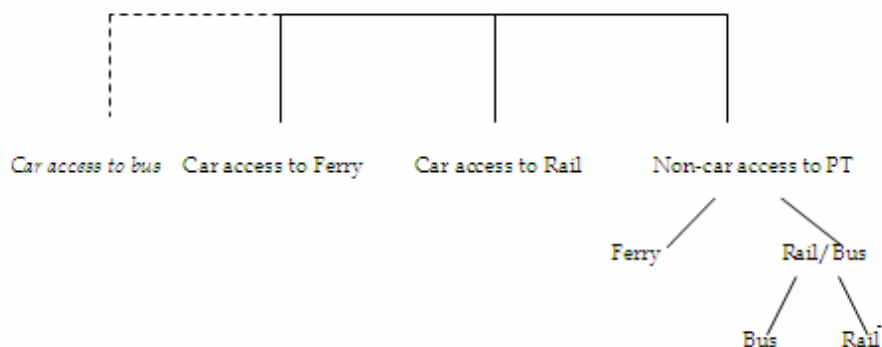 Car access to bus Car access to Ferry Car access to Rail Non-car access to PT
Ferry Rail/Bus
Bus Rail